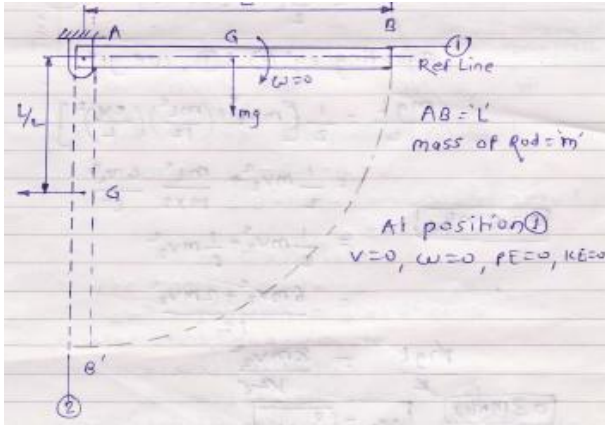 A G B ①
Ref Line
ω=0
mg
L/2
AB='L'
mass of Rod='m'
G
At position①
V=0, ω=0, PE=0, KE=0
B'
②